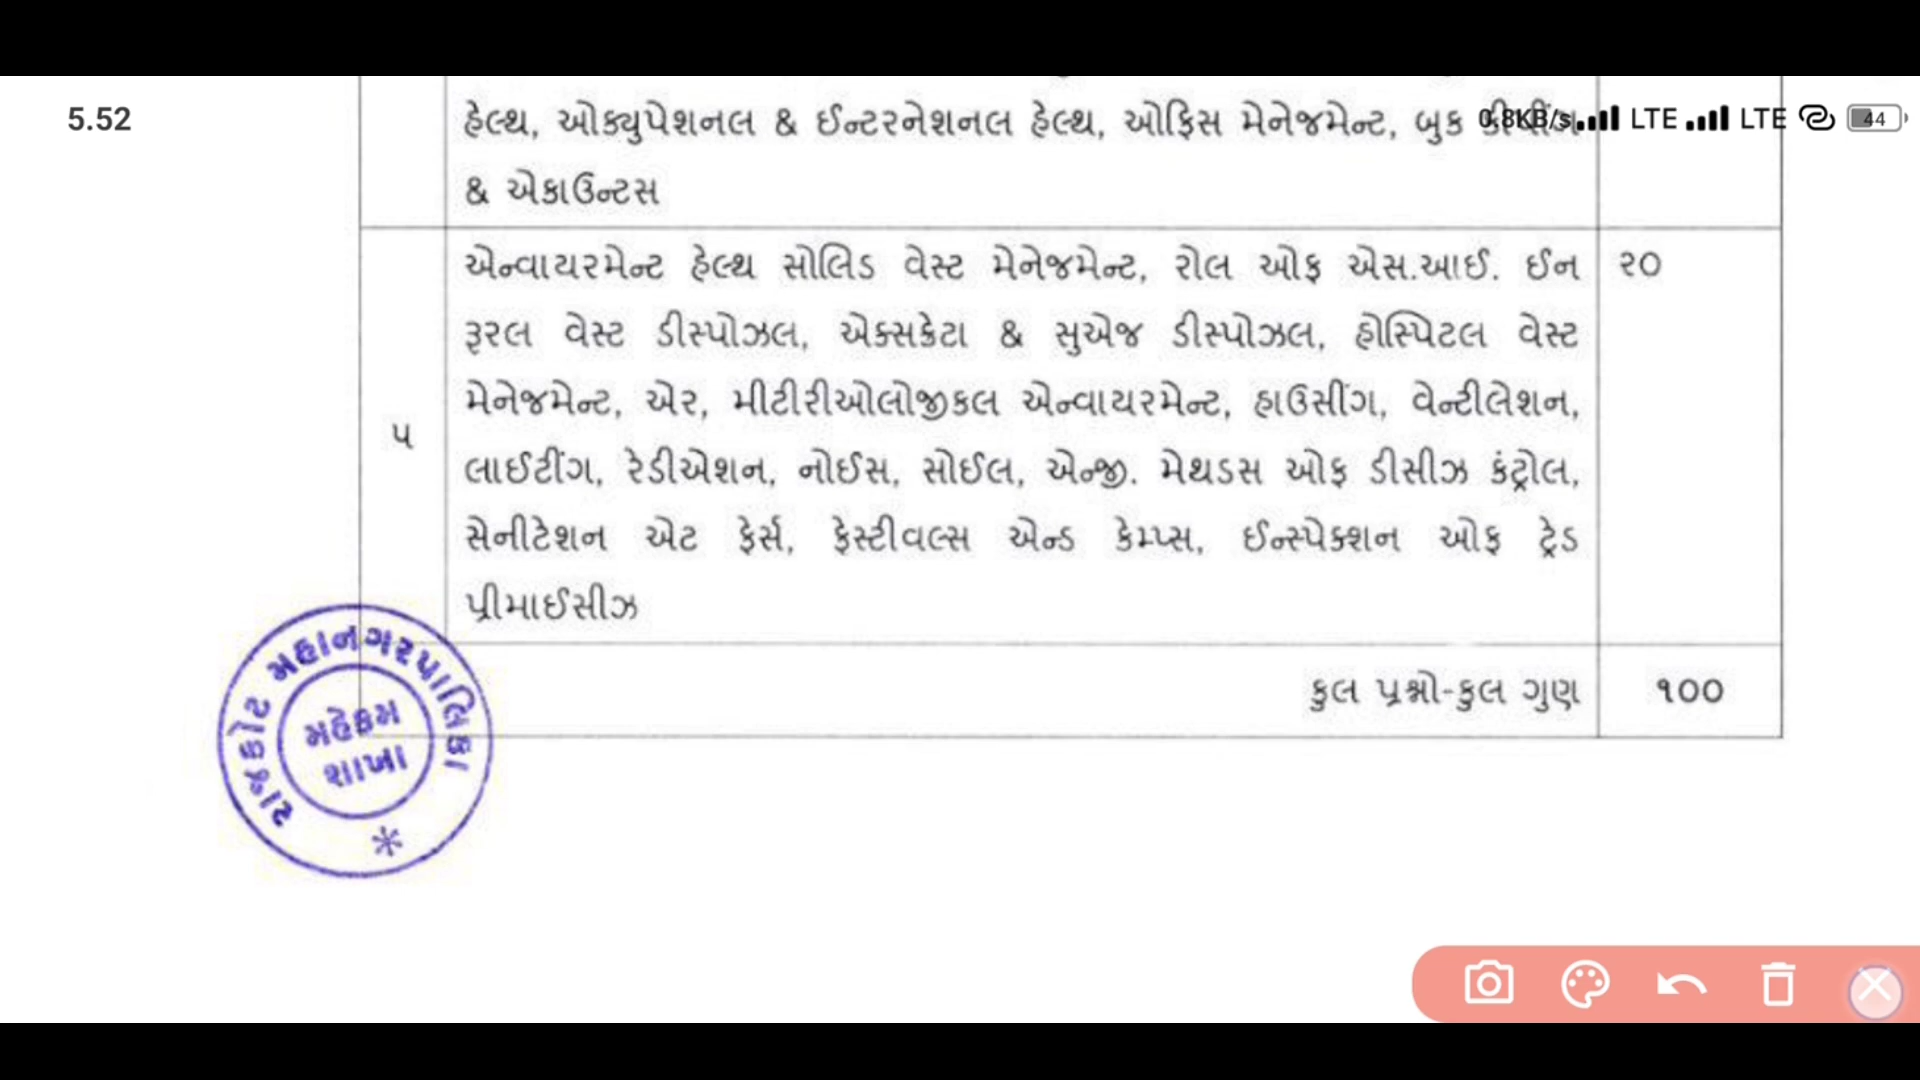 5.52
હેલ્થ, ઓક્યુપેશનલ & ઈન્ટરનેશનલ હેલ્થ, ઓફિસ મેનેજમેન્ટ, બુક
0.8KB/s LTE LTE 44
& એકાઉન્ટસ
એન્વાયરમેન્ટ હેલ્થ સોલિડ વેસ્ટ મેનેજમેન્ટ, રોલ ઓફ એસ.આઈ. ઈન ૨૦
રૂરલ વેસ્ટ ડીસ્પોઝલ, એક્સક્રેટા & સુએજ ડીસ્પોઝલ, હોસ્પિટલ વેસ્ટ
મેનેજમેન્ટ, એર, મીટીરીઓલોજીકલ એન્વાયરમેન્ટ, હાઉસીંગ, વેન્ટીલેશન,
૫
લાઈટીંગ, રેડીએશન, નોઈસ, સોઈલ, એન્જી. મેથડસ ઓફ ડીસીઝ કંટ્રોલ,
સેનીટેશન એટ ફેર્સ, ફેસ્ટીવલ્સ એન્ડ કેમ્પ્સ, ઈન્સ્પેક્શન ઓફ ટ્રેડ
પ્રીમાઈસીઝ
કુલ પ્રશ્નો-કુલ ગુણ ૧૦૦
રાજકોટ મહાનગરપાલિકા
મહેકમ
શાખા